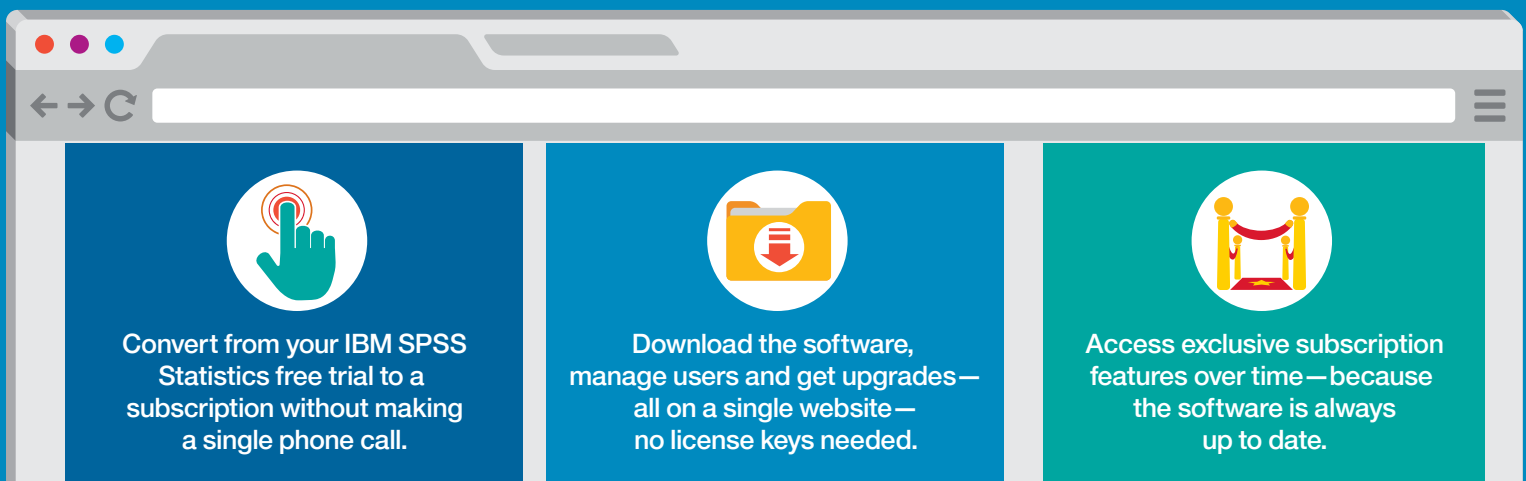 Convert from your IBM SPSS
Statistics free trial to a
subscription without making
a single phone call.
Download the software,
manage users and get upgrades—
all on a single website—
no license keys needed.
Access exclusive subscription
features over time—because
the software is always
up to date.